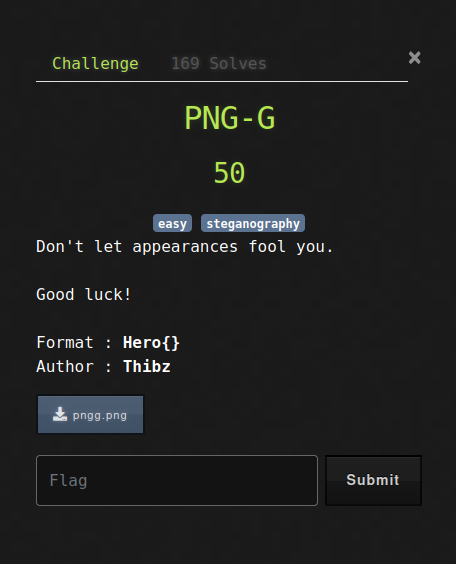 Challenge 169 Solves ×
PNG-G
50
easy steganography
Don't let appearances fool you.
Good luck!
Format : Hero{}
Author : Thibz
pngg.png
Flag Submit